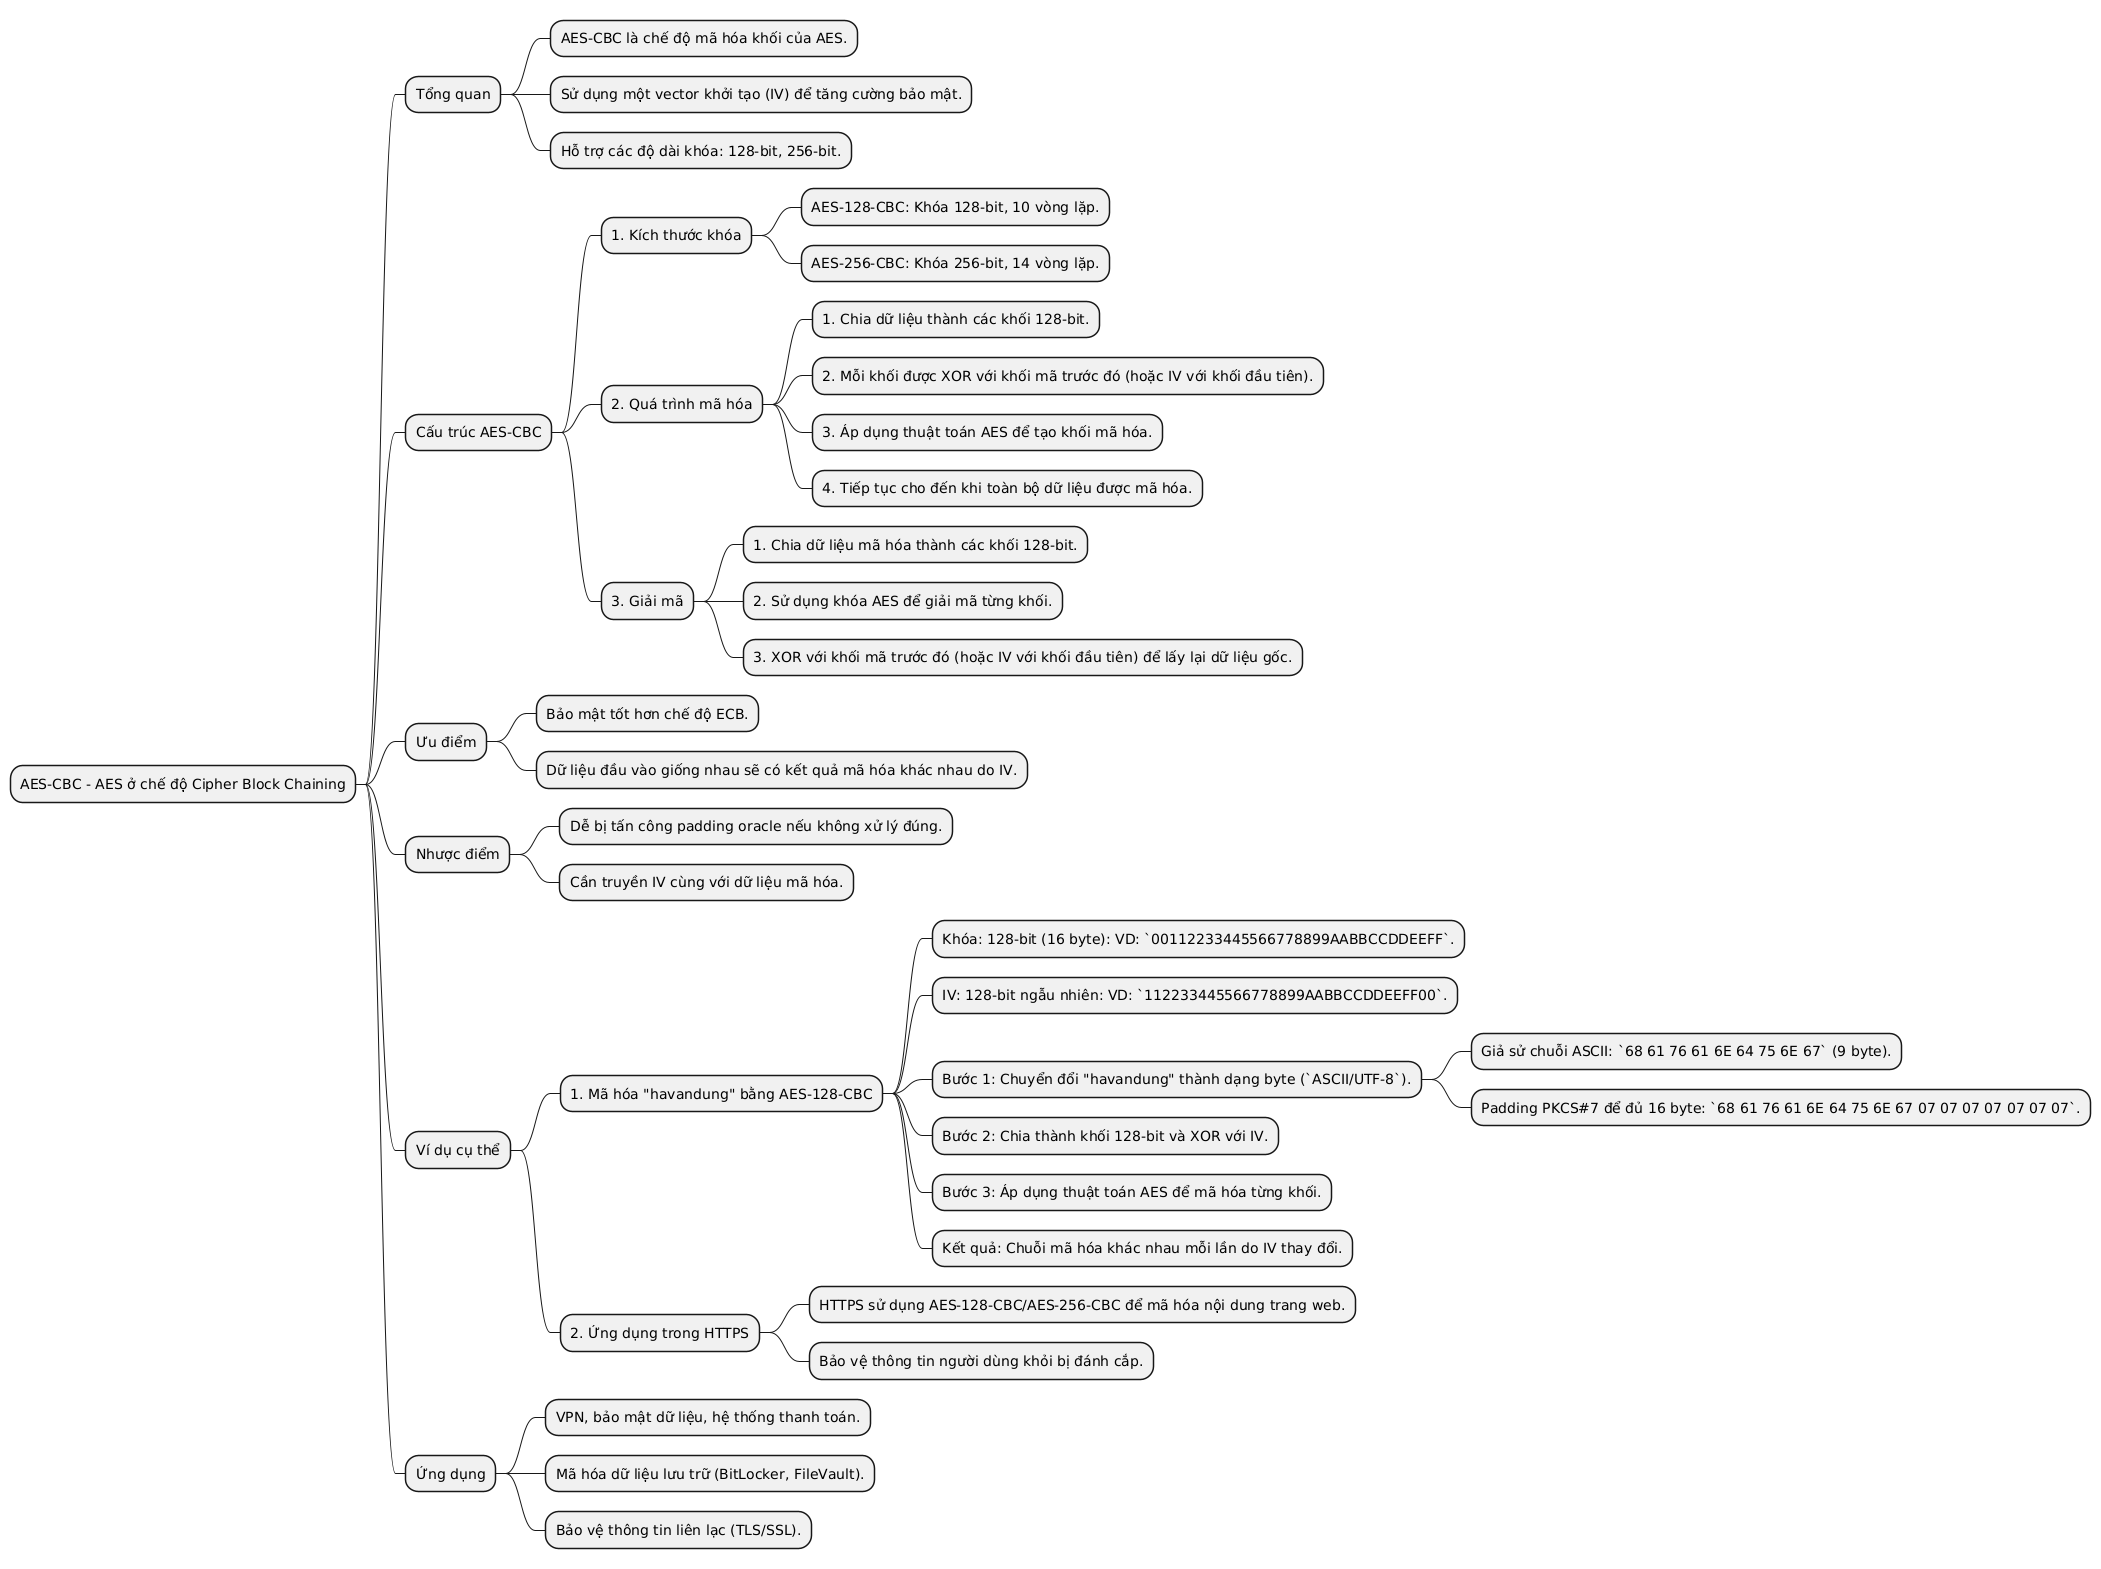 AES-CBC - AES ở chế độ Cipher Block Chaining
Tổng quan
AES-CBC là chế độ mã hóa khối của AES.
Sử dụng một vector khởi tạo (IV) để tăng cường bảo mật.
Hỗ trợ các độ dài khóa: 128-bit, 256-bit.
Cấu trúc AES-CBC
1. Kích thước khóa
AES-128-CBC: Khóa 128-bit, 10 vòng lặp.
AES-256-CBC: Khóa 256-bit, 14 vòng lặp.
2. Quá trình mã hóa
1. Chia dữ liệu thành các khối 128-bit.
2. Mỗi khối được XOR với khối mã trước đó (hoặc IV với khối đầu tiên).
3. Áp dụng thuật toán AES để tạo khối mã hóa.
4. Tiếp tục cho đến khi toàn bộ dữ liệu được mã hóa.
3. Giải mã
1. Chia dữ liệu mã hóa thành các khối 128-bit.
2. Sử dụng khóa AES để giải mã từng khối.
3. XOR với khối mã trước đó (hoặc IV với khối đầu tiên) để lấy lại dữ liệu gốc.
Ưu điểm
Bảo mật tốt hơn chế độ ECB.
Dữ liệu đầu vào giống nhau sẽ có kết quả mã hóa khác nhau do IV.
Nhược điểm
Dễ bị tấn công padding oracle nếu không xử lý đúng.
Cần truyền IV cùng với dữ liệu mã hóa.
Ví dụ cụ thể
1. Mã hóa "havandung" bằng AES-128-CBC
Khóa: 128-bit (16 byte): VD: `00112233445566778899AABBCCDDEEFF`.
IV: 128-bit ngẫu nhiên: VD: `112233445566778899AABBCCDDEEFF00`.
Bước 1: Chuyển đổi "havandung" thành dạng byte (`ASCII/UTF-8`).
Giả sử chuỗi ASCII: `68 61 76 61 6E 64 75 6E 67` (9 byte).
Padding PKCS#7 để đủ 16 byte: `68 61 76 61 6E 64 75 6E 67 07 07 07 07 07 07 07`.
Bước 2: Chia thành khối 128-bit và XOR với IV.
Bước 3: Áp dụng thuật toán AES để mã hóa từng khối.
Kết quả: Chuỗi mã hóa khác nhau mỗi lần do IV thay đổi.
2. Ứng dụng trong HTTPS
HTTPS sử dụng AES-128-CBC/AES-256-CBC để mã hóa nội dung trang web.
Bảo vệ thông tin người dùng khỏi bị đánh cắp.
Ứng dụng
VPN, bảo mật dữ liệu, hệ thống thanh toán.
Mã hóa dữ liệu lưu trữ (BitLocker, FileVault).
Bảo vệ thông tin liên lạc (TLS/SSL).